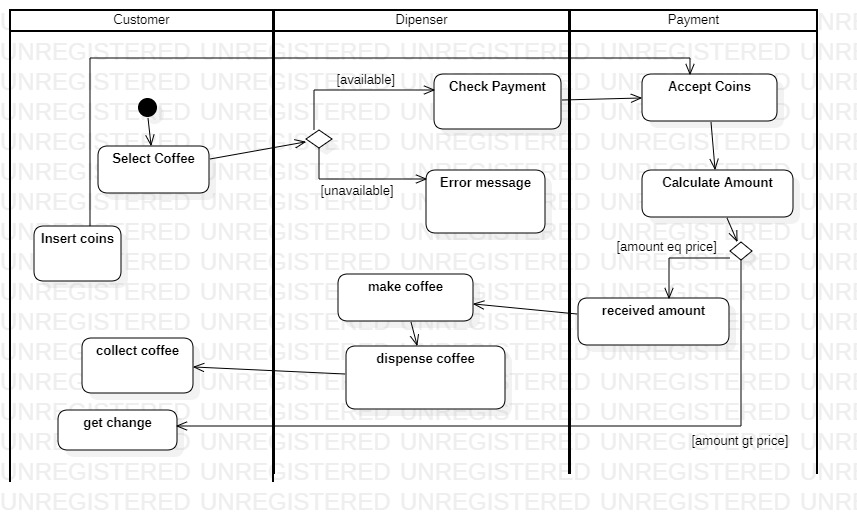 Customer
Dipenser
Payment
[available]
Check Payment
Accept Coins
Select Coffee
[unavailable]
Error message
Calculate Amount
Insert coins
[amount eq price]
make coffee
received amount
collect coffee
dispense coffee
get change
[amount gt price]
UNREGISTERED UNREGISTERED UNREGISTERED UNREGISTERED